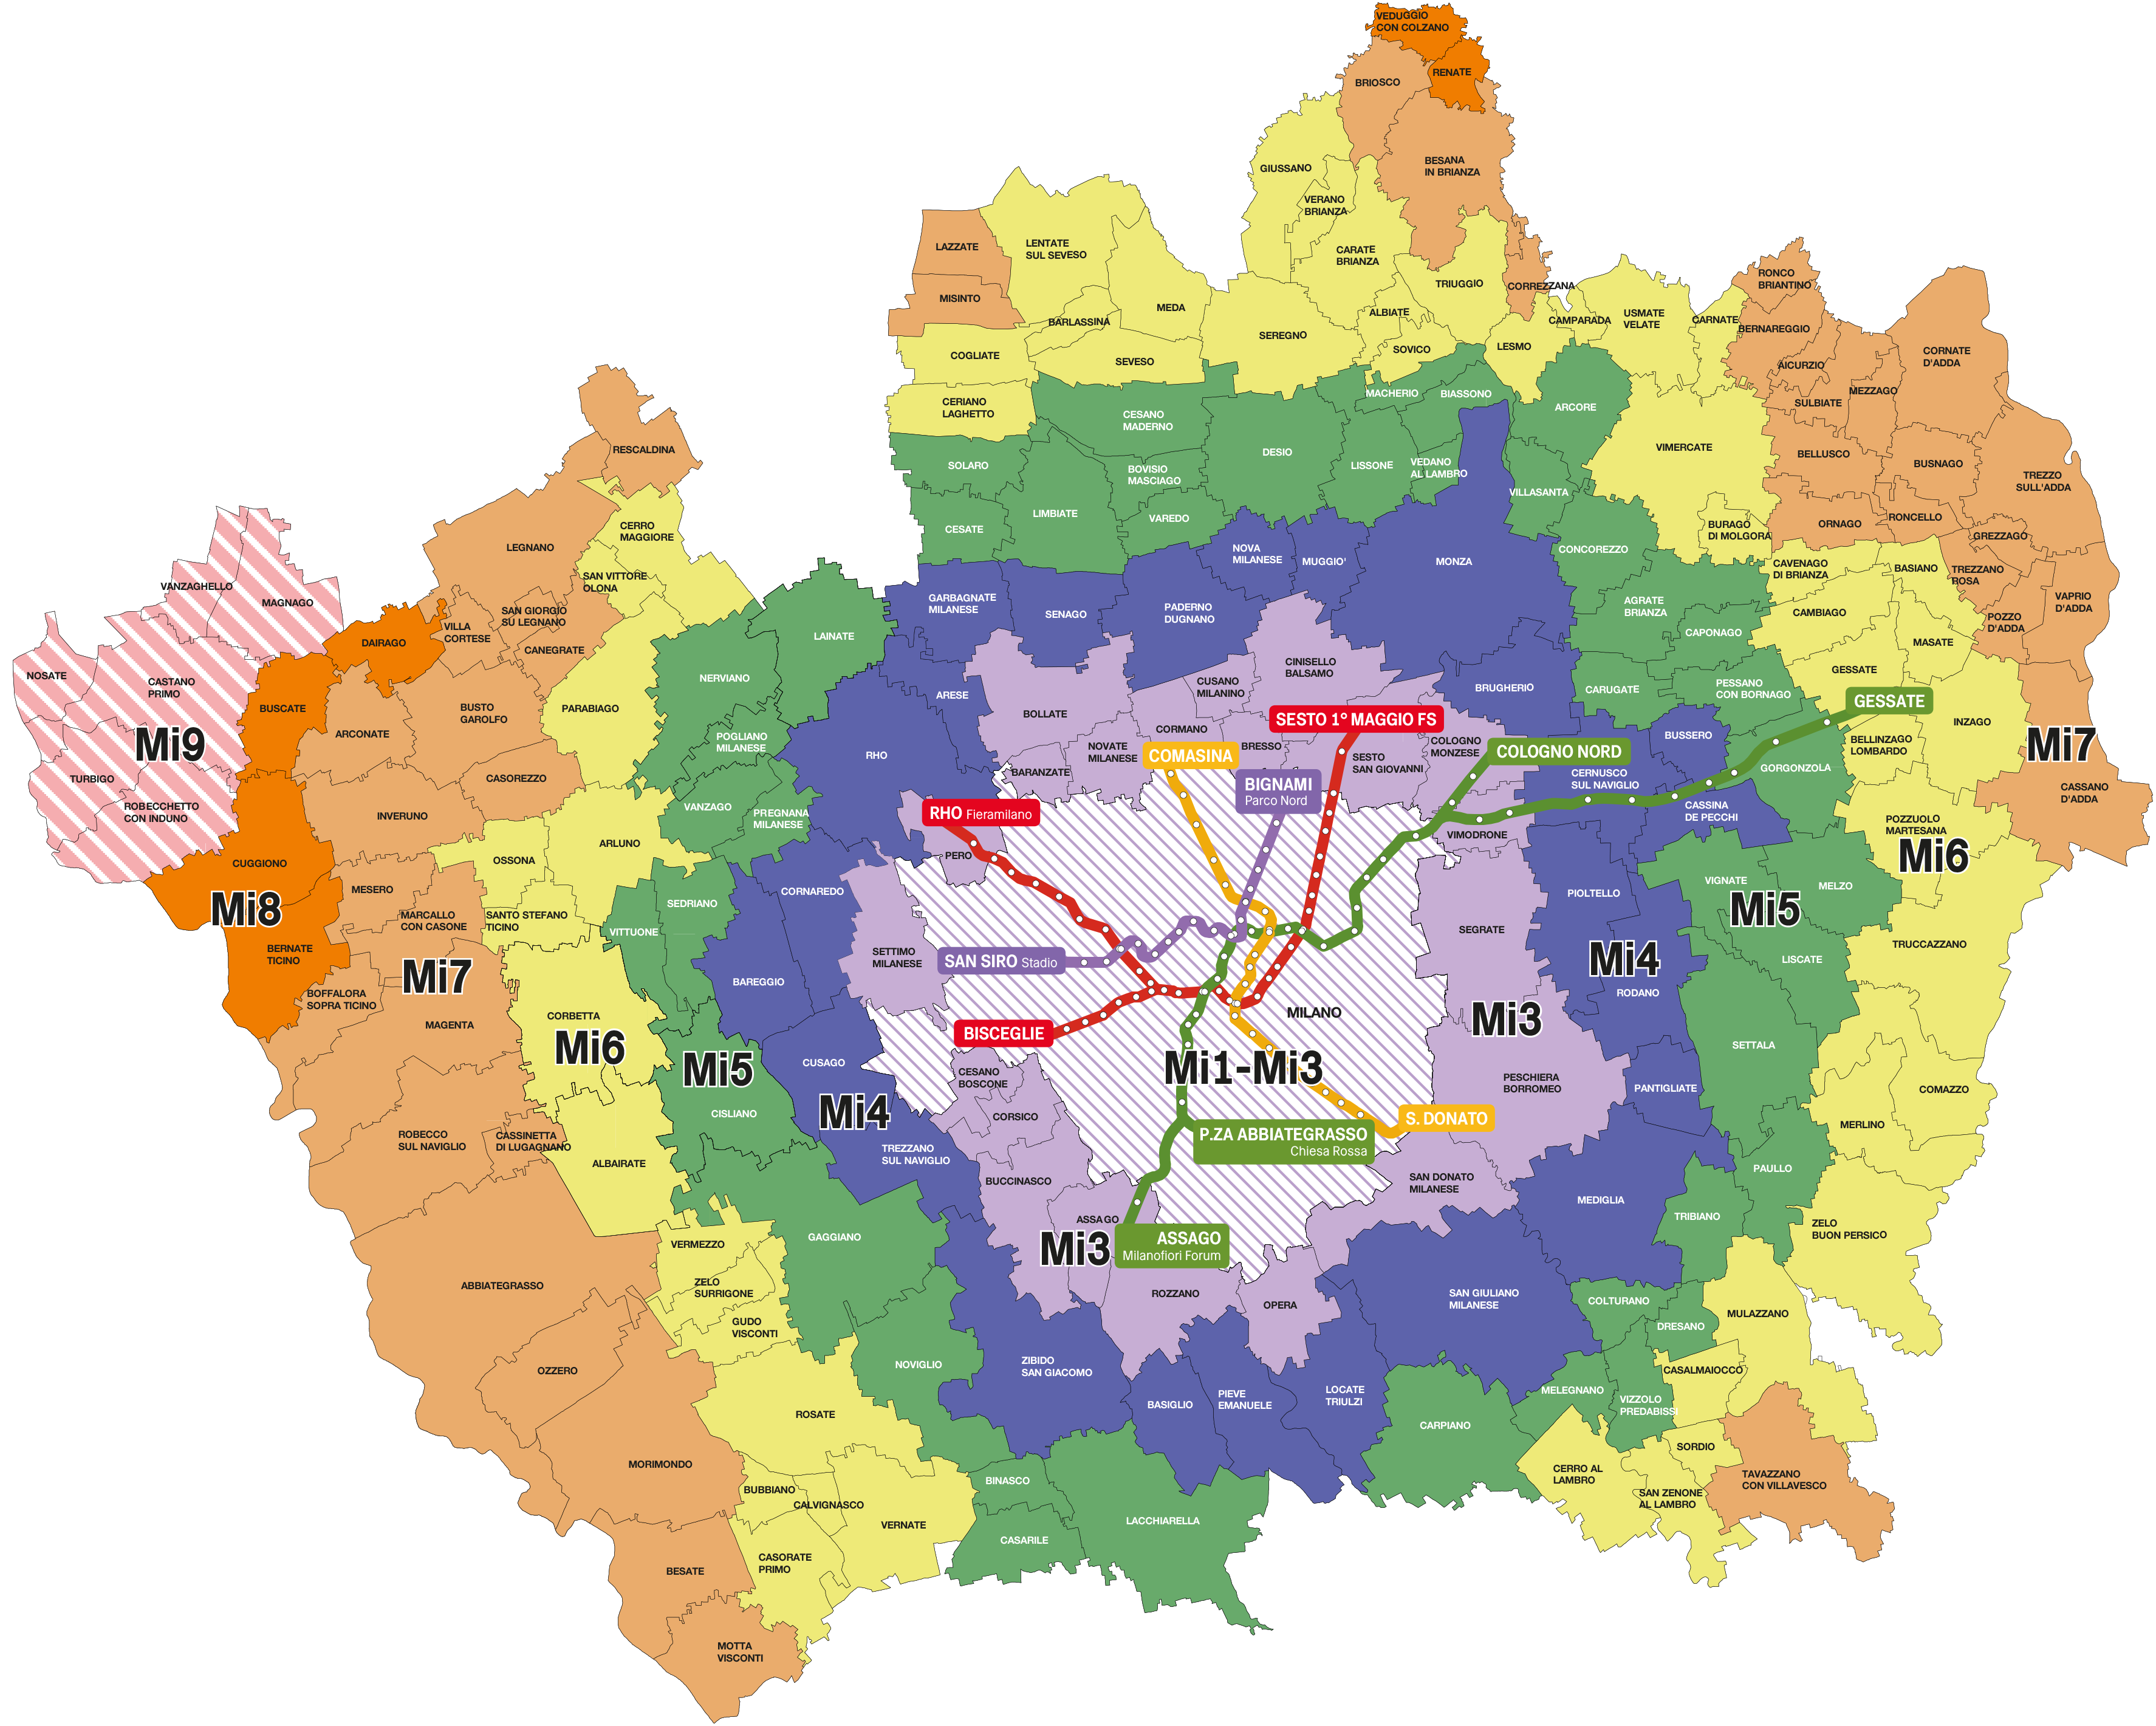 VEDUGGIO
CON COLZANO
RENATE
BRIOSCO
BESANA
IN BRIANZA
GIUSSANO
VERANO
BRIANZA
CARATE
BRIANZA
TRIUGGIO
CORREZZANA
LAZZATE
LENTATE
SUL SEVESO
MISINTO
MEDA
BARLASSINA
COGLIATE
SEVESO
SEREGNO
ALBIATE
SOVICO
LESMO
CAMPARADA
USMATE
VELATE
CARNATE
RONCO
BRIANTINO
BERNAREGGIO
AICURZIO
SULBIATE
MEZZAGO
CORNATE
D'ADDA
CERIANO
LAGHETTO
CESANO
MADERNO
MACHERIO
BIASSONO
ARCORE
VIMERCATE
BELLUSCO
BUSNAGO
TREZZO
SULL'ADDA
SOLARO
BOVISIO
MASCIAGO
DESIO
LISSONE
VEDANO
AL LAMBRO
VILLASANTA
CESATE
LIMBIATE
VAREDO
BURAGO
DI MOLGORA
ORNAGO
RONCELLO
GREZZAGO
RESCALDINA
CERRO
MAGGIORE
LEGNANO
SAN VITTORE
OLONA
SAN GIORGIO
SU LEGNANO
VILLA
CORTESE
CANEGRATE
DAIRAGO
VANZAGHELLO
MAGNAGO
NOSATE
CASTANO
PRIMO
BUSCATE
ARCONATE
BUSTO
GAROLFO
PARABIAGO
NERVIANO
LAINATE
GARBAGNATE
MILANESE
SENAGO
PADERNO
DUGNANO
NOVA
MILANESE
MUGGIO'
MONZA
CONCOREZZO
AGRATE
BRIANZA
CAPONAGO
CAVENAGO
DI BRIANZA
BASIANO
TREZZANO
ROSA
VAPRIO
D'ADDA
POZZO
D'ADDA
CAMBIAGO
MASATE
GESSATE
CARUGATE
PESSANO
CON BORNAGO
BRUGHERIO
CINISELLO
BALSAMO
CUSANO
MILANINO
CORMANO
BOLLATE
ARESE
RHO
POGLIANO
MILANESE
VANZAGO
PREGNANA
MILANESE
CASOREZZO
INVERUNO
ARLUNO
OSSONA
TURBIGO
Mi9
ROBECCHETTO
CON INDUNO
CUGGIONO
Mi8
BERNATE
TICINO
MESERO
MARCALLO
CON CASONE
SANTO STEFANO
TICINO
BOFFALORA
SOPRA TICINO
Mi7
MAGENTA
CORBETTA
Mi6
VITTUONE
SEDRIANO
CORNAREDO
BAREGGIO
SETTIMO
MILANESE
PERO
BARANZATE
NOVATE
MILANESE
BRESSO
SESTO
SAN GIOVANNI
COLOGNO
MONZESE
VIMODRONE
SESTO 1° MAGGIO FS
COMASINA
BIGNAMI
Parco Nord
COLOGNO NORD
GESSATE
RHO Fieramilano
SAN SIRO Stadio
BISCEGLIE
MILANO
Mi1-Mi3
S. DONATO
P.ZA ABBIATEGRASSO
Chiesa Rossa
ASSAGO
Milanofiori Forum
BUSSERO
CERNUSCO
SUL NAVIGLIO
CASSINA
DE PECCHI
GORGONZOLA
BELLINZAGO
LOMBARDO
INZAGO
Mi7
CASSANO
D'ADDA
POZZUOLO
MARTESANA
Mi6
VIGNATE
MELZO
Mi5
PIOLTELLO
SEGRATE
Mi4
RODANO
Mi3
LISCATE
TRUCCAZZANO
SETTALA
PANTIGLIATE
PESCHIERA
BORROMEO
COMAZZO
MERLINO
PAULLO
TRIBIANO
MEDIGLIA
SAN DONATO
MILANESE
ZELO
BUON PERSICO
MULAZZANO
COLTURANO
DRESANO
CASALMAIOCCO
SAN GIULIANO
MILANESE
MELEGNANO
VIZZOLO
PREDABISSI
SORDIO
TAVAZZANO
CON VILLAVESCO
CERRO AL
LAMBRO
SAN ZENONE
AL LAMBRO
CARPIANO
LOCATE
TRIULZI
OPERA
PIEVE
EMANUELE
BASIGLIO
ROZZANO
ASSAGO
Mi3
BUCCINASCO
CORSICO
CESANO
BOSCONE
CUSAGO
Mi4
TREZZANO
SUL NAVIGLIO
Mi5
CISLIANO
ALBAIRATE
CASSINETTA
DI LUGAGNANO
ROBECCO
SUL NAVIGLIO
ABBIATEGRASSO
VERMEZZO
ZELO
SURRIGONE
GUDO
VISCONTI
GAGGIANO
NOVIGLIO
ZIBIDO
SAN GIACOMO
OZZERO
ROSATE
MORIMONDO
BUBBIANO
CALVIGNASCO
VERNATE
BINASCO
CASARILE
LACCHIARELLA
CASORATE
PRIMO
BESATE
MOTTA
VISCONTI